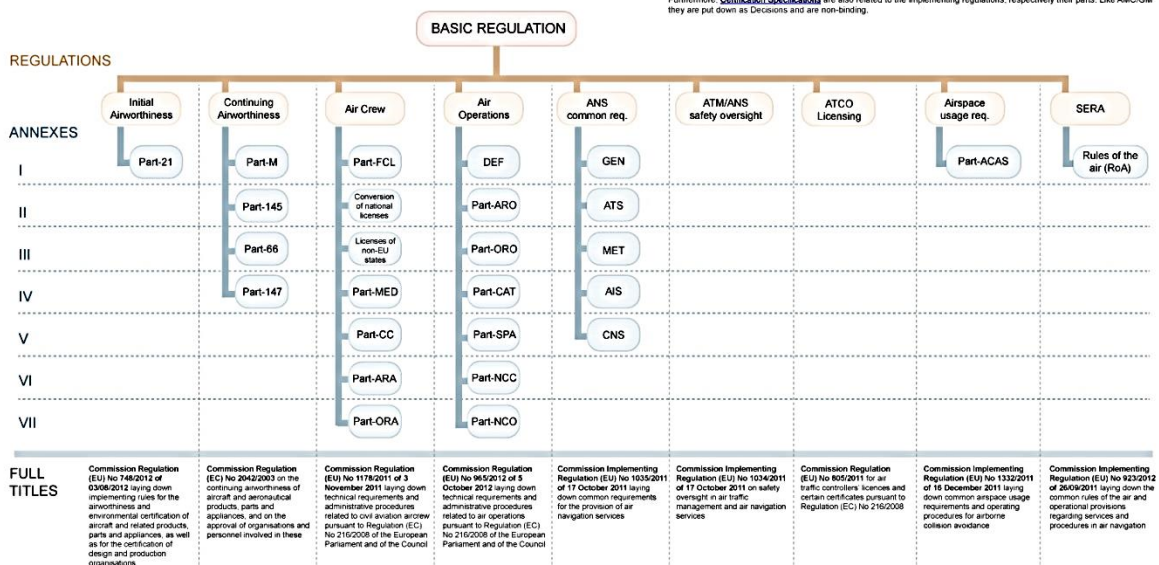 Furthermore, Certification Specifications are also related to the implementing regulations, respectively their parts. Like AMC/GM
they are put down as Decisions and are non-binding.
BASIC REGULATION
REGULATIONS
Initial
Airworthiness
Continuing
Airworthiness
Air Crew
Air
Operations
ANS
common req.
ATM/ANS
safety oversight
ATCO
Licensing
Airspace
usage req.
SERA
ANNEXES
I
Part-21
Part-M
Part-FCL
DEF
GEN
Part-ACAS
Rules of the
air (RoA)
II
Part-145
Conversion
of national
licenses
Part-ARO
ATS
III
Part-66
Licenses of
non-EU
states
Part-ORO
MET
IV
Part-147
Part-MED
Part-CAT
AIS
V
Part-CC
Part-SPA
CNS
VI
Part-ARA
Part-NCC
VII
Part-ORA
Part-NCO
FULL
TITLES
Commission Regulation
(EU) No 748/2012 of
03/08/2012 laying down
implementing rules for the
airworthiness and
environmental certification of
aircraft and related products,
parts and appliances, as well
as for the certification of
design and production
organisations
Commission Regulation
(EC) No 2042/2003 on the
continuing airworthiness of
aircraft and aeronautical
products, parts and
appliances, and on the
approval of organisations and
personnel involved in these
Commission Regulation
(EU) No 1178/2011 of 3
November 2011 laying down
technical requirements and
administrative procedures
related to civil aviation aircrew
pursuant to Regulation (EC)
No 216/2008 of the European
Parliament and of the Council
Commission Regulation
(EU) No 965/2012 of 5
October 2012 laying down
technical requirements and
administrative procedures
related to air operations
pursuant to Regulation (EC)
No 216/2008 of the European
Parliament and of the Council
Commission Implementing
Regulation (EU) No 1035/2011
of 17 October 2011 laying
down common requirements
for the provision of air
navigation services
Commission Implementing
Regulation (EU) No 1034/2011
of 17 October 2011 on safety
oversight in air traffic
management and air navigation
services
Commission Regulation
(EU) No 805/2011 for air
traffic controllers' licences and
certain certificates pursuant to
Regulation (EC) No 216/2008
Commission Implementing
Regulation (EU) No 1332/2011
of 16 December 2011 laying
down common airspace usage
requirements and operating
procedures for airborne
collision avoidance
Commission Implementing
Regulation (EU) No 923/2012
of 26/09/2011 laying down the
common rules of the air and
operational provisions
regarding services and
procedures in air navigation